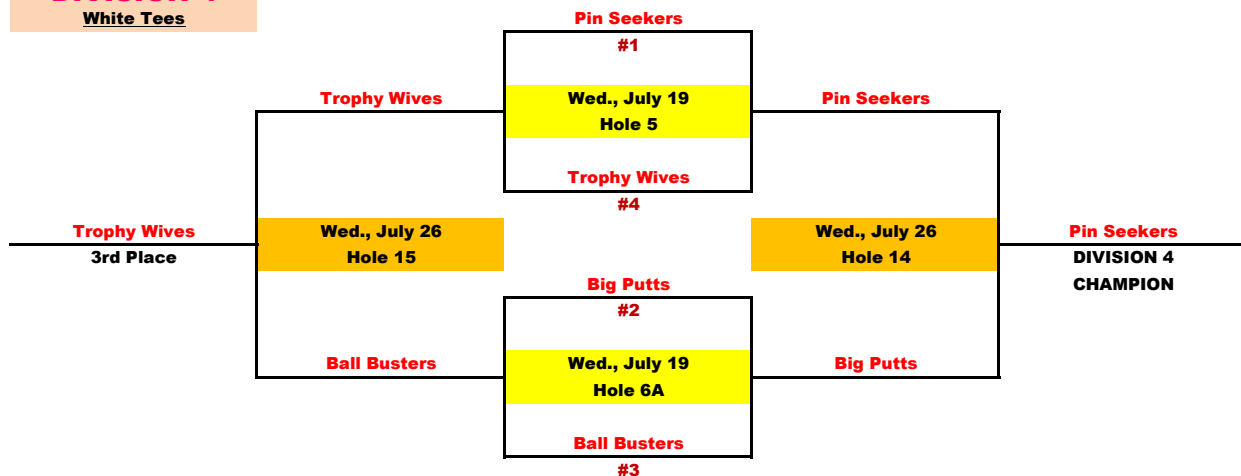 DIVISION 4
White Tees
Pin Seekers
#1
Trophy Wives
Wed., July 19
Hole 5
Pin Seekers
Trophy Wives
#4
Trophy Wives
3rd Place
Wed., July 26
Hole 15
Wed., July 26
Hole 14
Pin Seekers
DIVISION 4
CHAMPION
Big Putts
#2
Ball Busters
Wed., July 19
Hole 6A
Big Putts
Ball Busters
#3